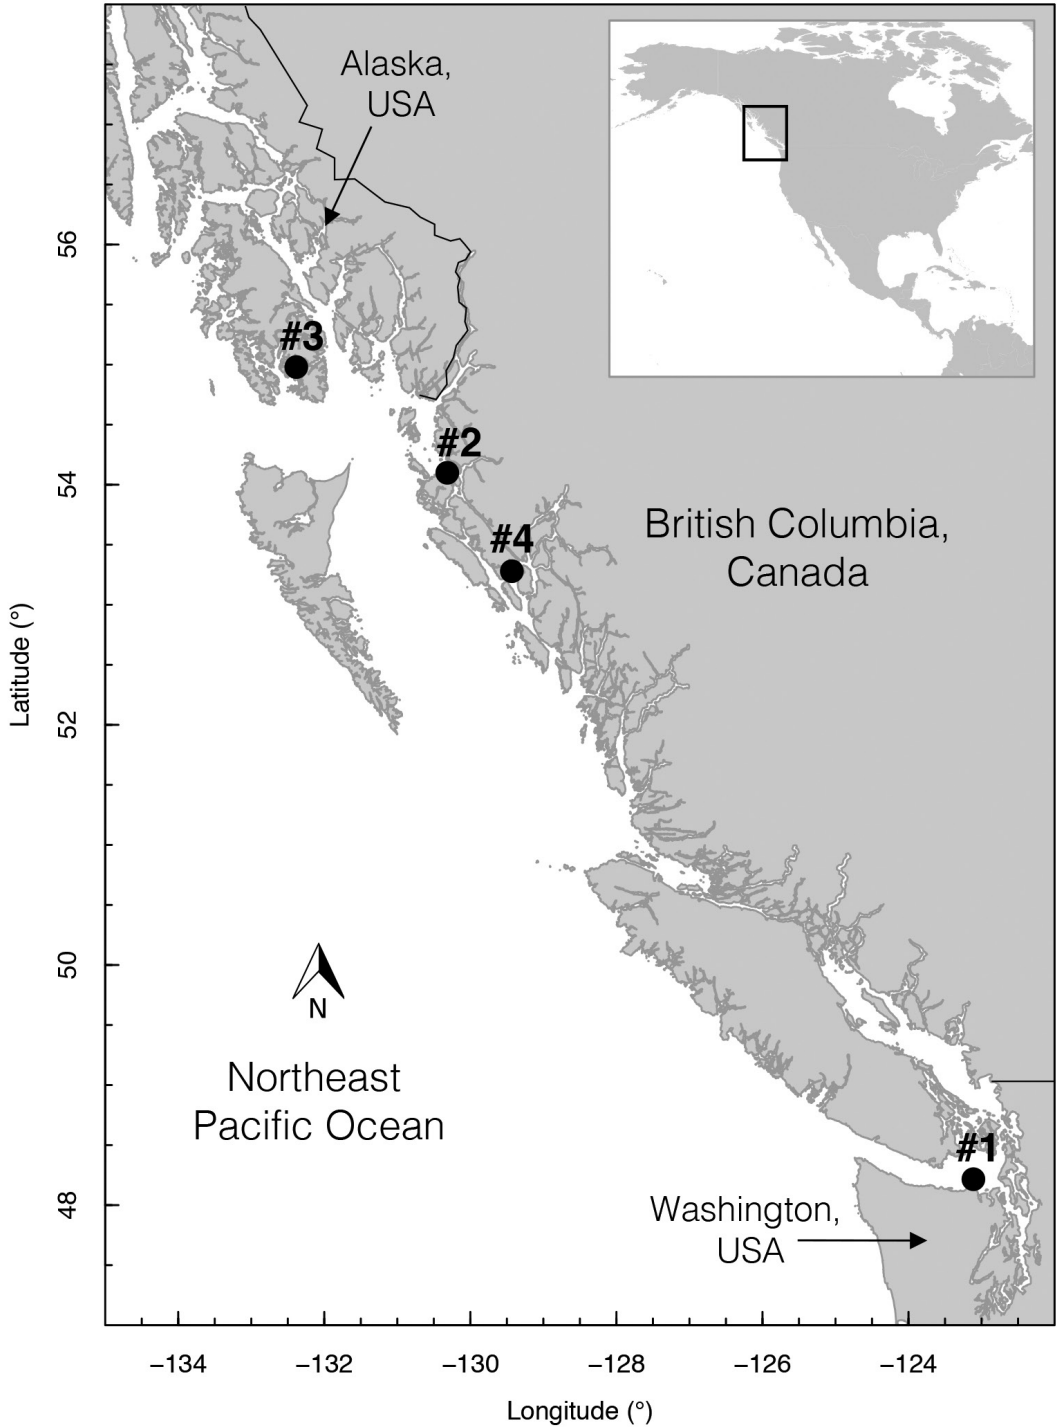 Alaska,
USA
#3
#2
#4
British Columbia,
Canada
N
Northeast
Pacific Ocean
#1
Washington,
USA
56
54
52
50
48
Latitude (°)
−134
−132
−130
−128
−126
−124
Longitude (°)